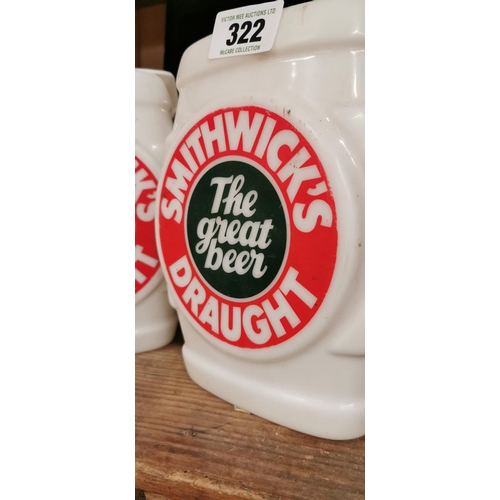 VICTOR MEE AUCTIONS LTD
322
McCABE COLLECTION
SMITHWICK'S
The
great
beer
DRAUGHT